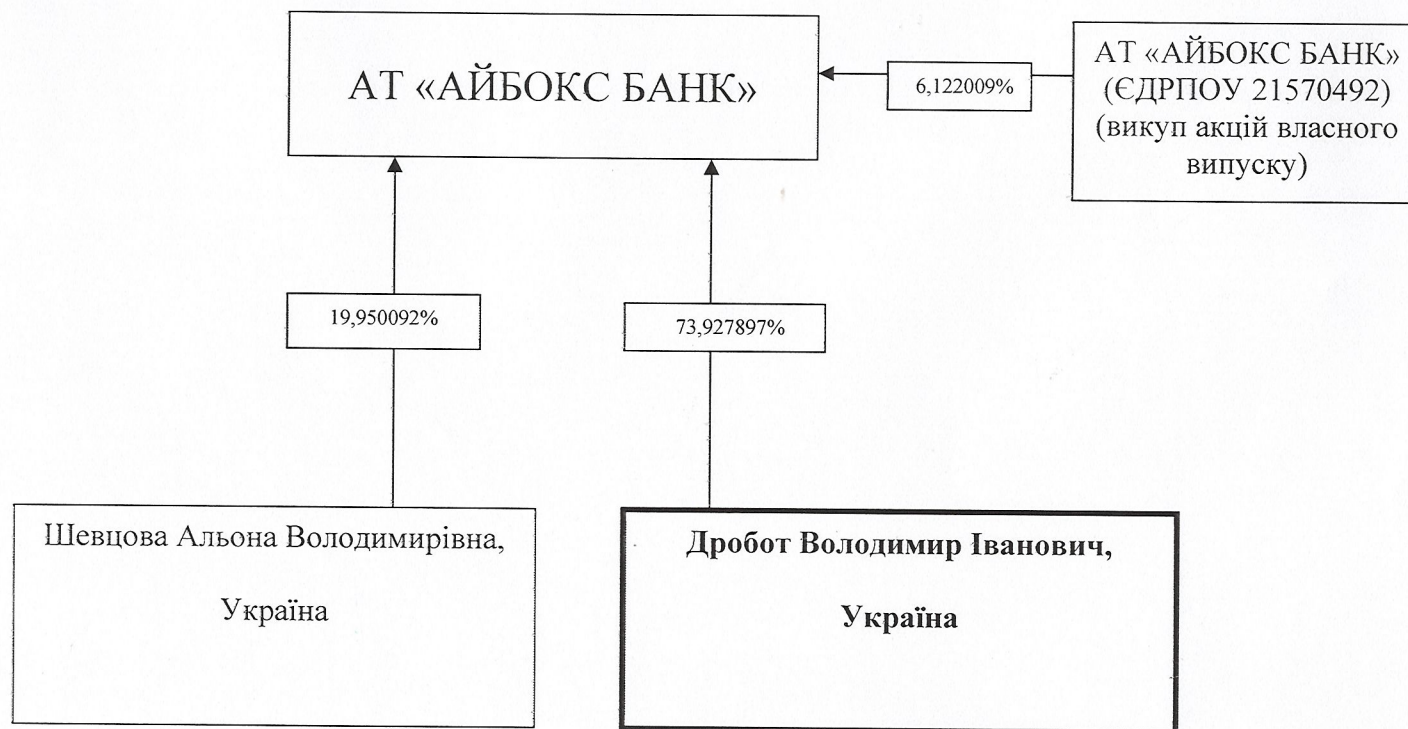 АТ «АЙБОКС БАНК»
6,122009%
АТ «АЙБОКС БАНК»
(ЄДРПОУ 21570492)
(викуп акцій власного
випуску)
19,950092%
73,927897%
Шевцова Альона Володимирівна,
Україна
Дробот Володимир Іванович,
Україна